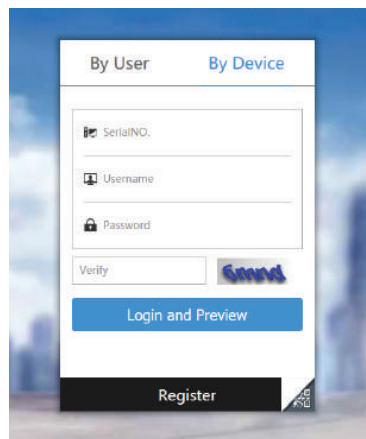 By User
By Device
SerialNO.
Username
Password
Verify
Login and Preview
Register